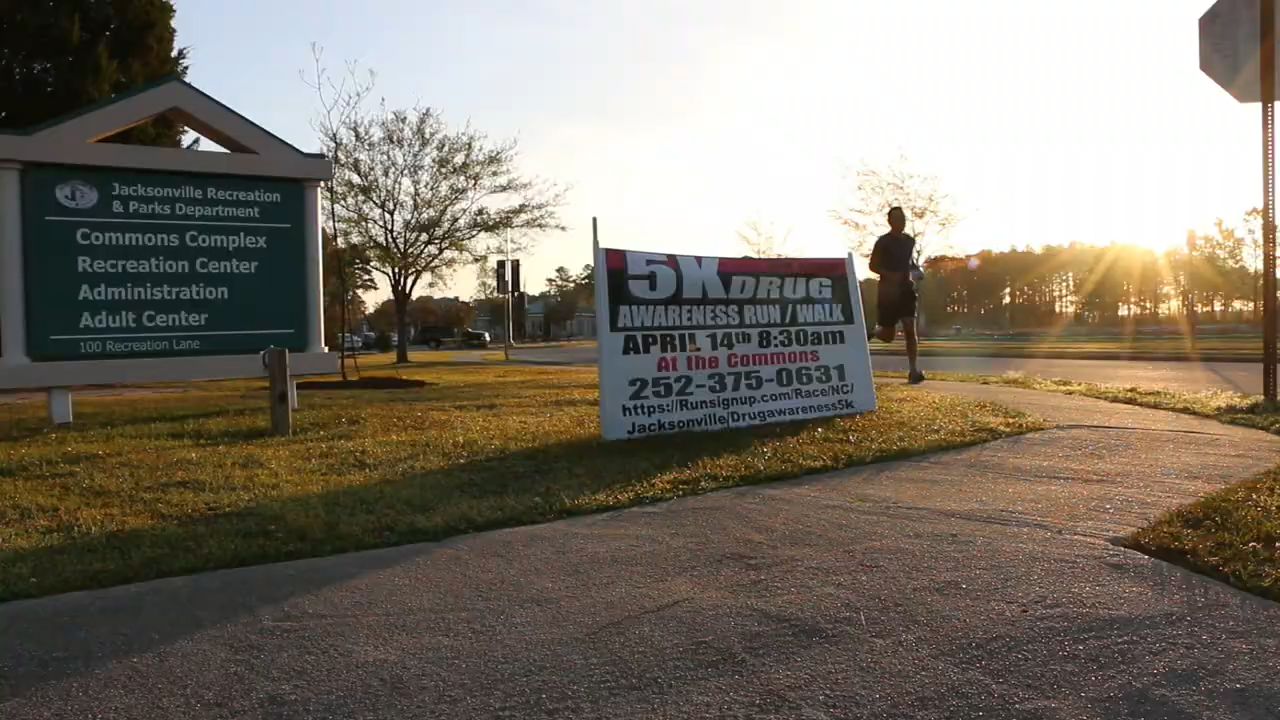 Jacksonville Recreation
& Parks Department
Commons Complex
Recreation Center
Administration
Adult Center
100 Recreation Lane
5K DRUG
AWARENESS RUN / WALK
APRIL 14th 8:30am
At the Commons
252-375-0631
https://Runsignup.com/Race/NC/
Jacksonville/Drugawareness5k